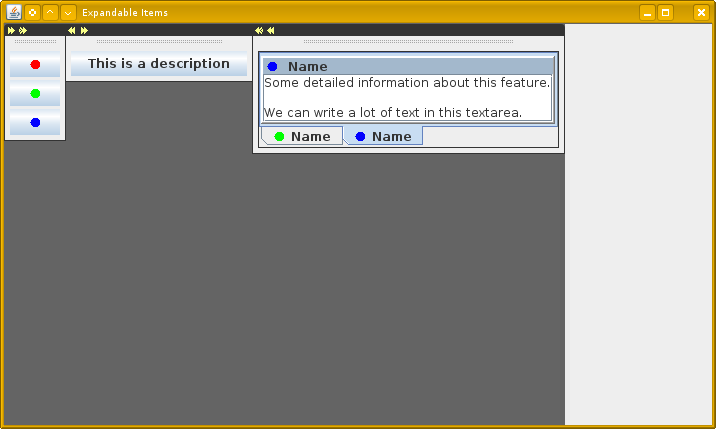 Expandable Items
This is a description
Name
Some detailed information about this feature.
We can write a lot of text in this textarea.
Name
Name